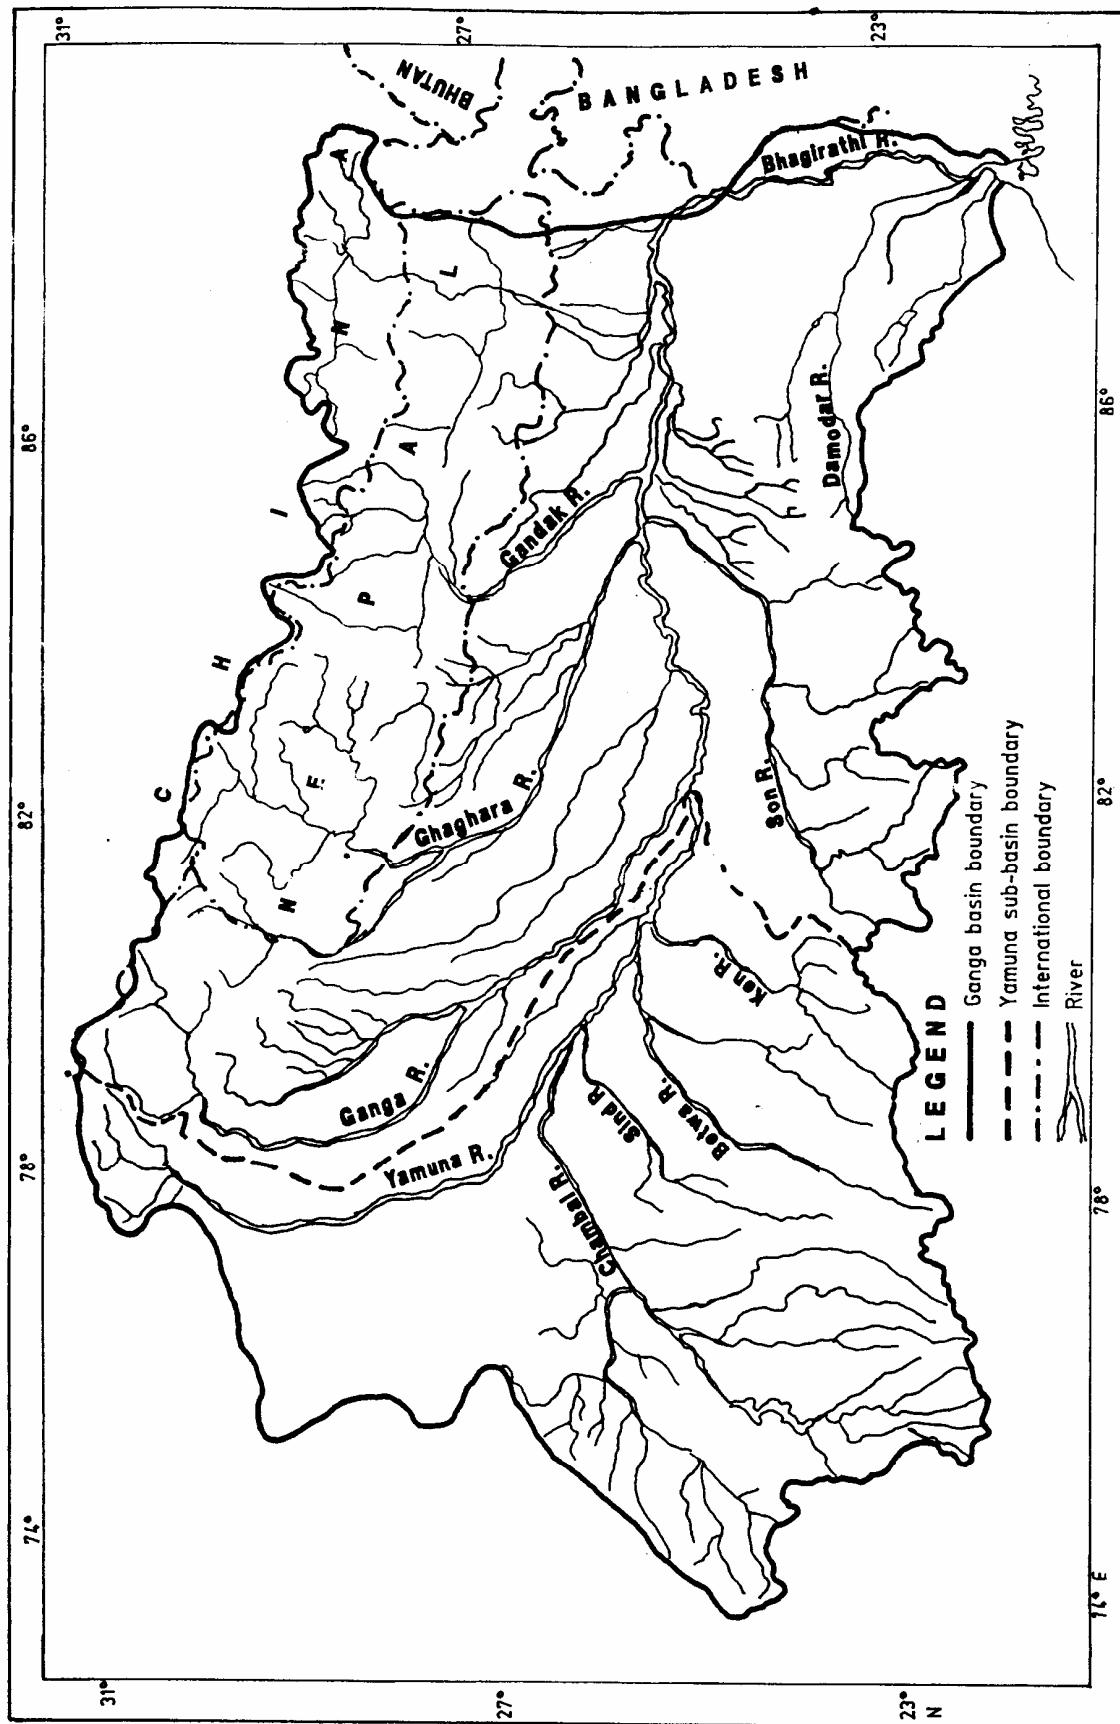 74°
78°
82°
86°
31°
31°
C H I N A
N E P A L
BHUTAN
27°
27°
BANGLADESH
Ganga R.
Yamuna R.
Ghaghara R.
Gandak R.
Chambal R.
Sind R.
Betwa R.
Ken R.
Son R.
Damodar R.
Bhagirathi R.
23°
23°
N
LEGEND
Ganga basin boundary
Yamuna sub-basin boundary
International boundary
River
74° E
78°
82°
86°